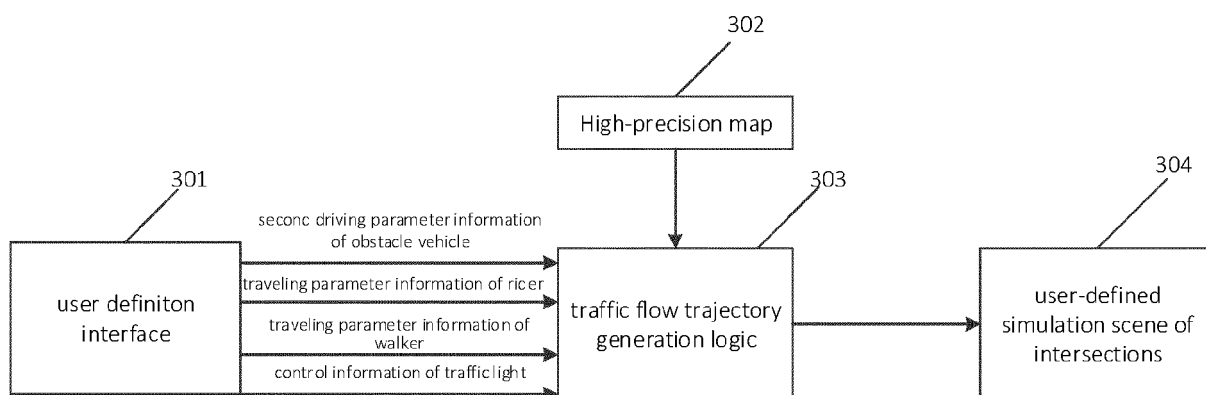 302
High-precision map
301
303
304
seconc driving parameter information
of obstacle vehicle
traveling parameter information of ricer
traveling parameter information of
walker
control information of traffic light
user definiton
interface
traffic flow trajectory
generation logic
user-defined
simulation scene of
intersections